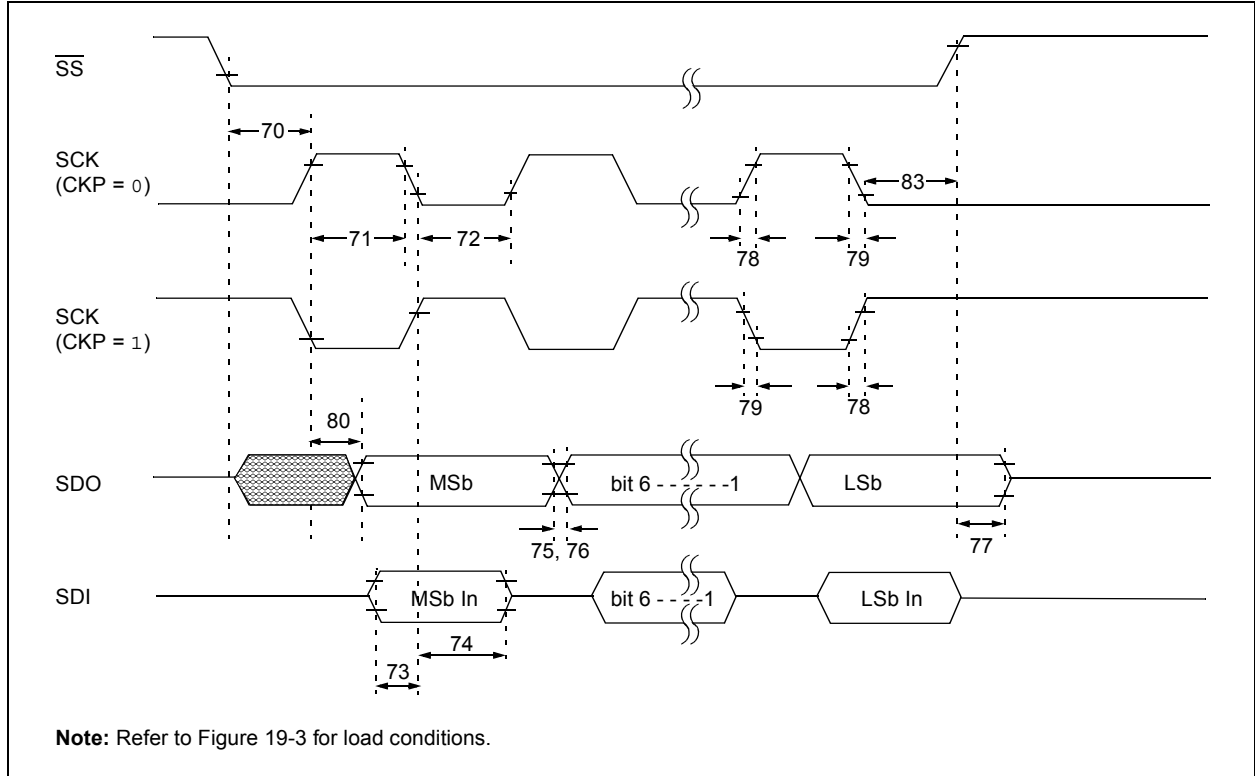 SS
70
SCK
(CKP = 0)
83
71
72
78
79
SCK
(CKP = 1)
79
78
80
SDO
MSb
bit 6 - - - - - - -1
LSb
75, 76
77
SDI
MSb In
bit 6 - - - - -1
LSb In
74
73
Note: Refer to Figure 19-3 for load conditions.